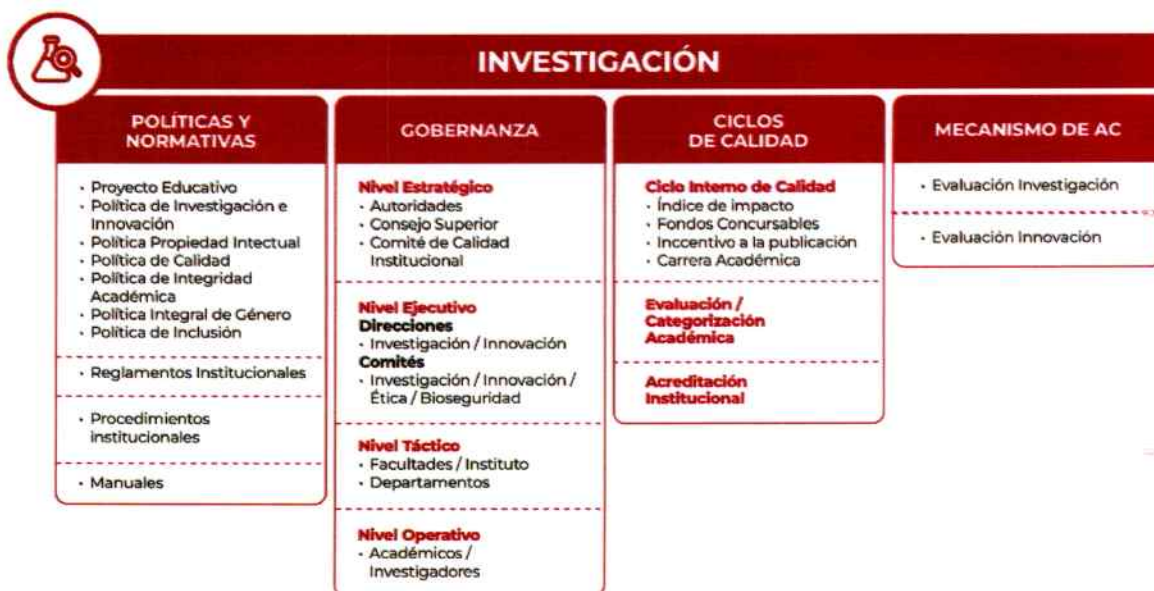 INVESTIGACIÓN
POLÍTICAS Y
NORMATIVAS
· Proyecto Educativo
· Política de Investigación e
Innovación
· Política Propiedad Intectual
· Política de Calidad
· Política de Integridad
Académica
· Política Integral de Género
· Política de Inclusión
· Reglamentos Institucionales
· Procedimientos
institucionales
· Manuales
GOBERNANZA
Nivel Estratégico
· Autoridades
· Consejo Superior
· Comité de Calidad
Institucional
Nivel Ejecutivo
Direcciones
· Investigación / Innovación
Comités
· Investigación / Innovación /
Ética / Bioseguridad
Nivel Táctico
· Facultades / Instituto
· Departamentos
Nivel Operativo
· Académicos /
Investigadores
CICLOS
DE CALIDAD
Ciclo Interno de Calidad
· Índice de impacto
· Fondos Concursables
· Inccentivo a la publicación
· Carrera Académica
Evaluación /
Categorización
Académica
Acreditación
Institucional
MECANISMO DE AC
· Evaluación Investigación
· Evaluación Innovación